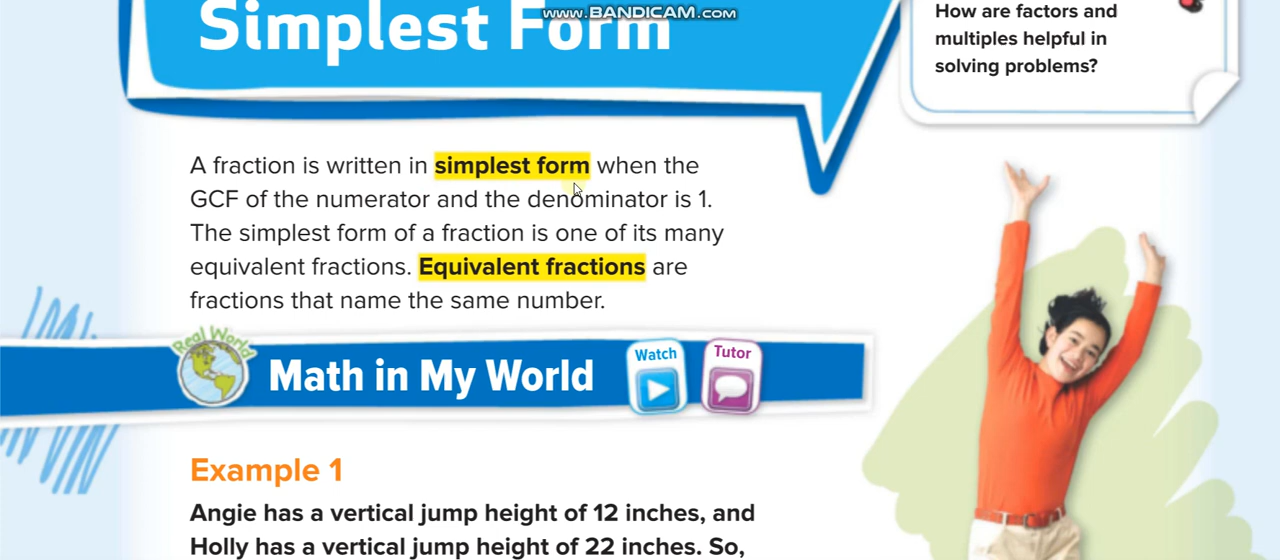 www.BANDICAM.com
Simplest Form
How are factors and
multiples helpful in
solving problems?
A fraction is written in simplest form when the
GCF of the numerator and the denominator is 1.
The simplest form of a fraction is one of its many
equivalent fractions. Equivalent fractions are
fractions that name the same number.
Real World
Math in My World
Watch
Tutor
Example 1
Angie has a vertical jump height of 12 inches, and
Holly has a vertical jump height of 22 inches. So,